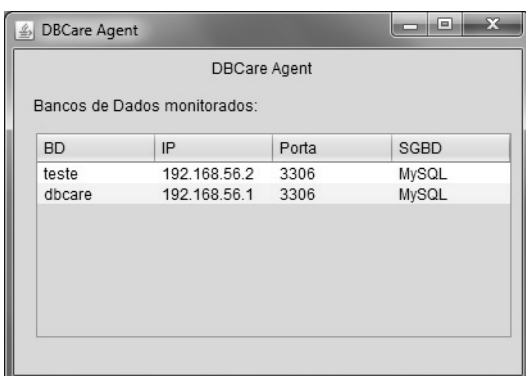 DBCare Agent
DBCare Agent
Bancos de Dados monitorados:
BD IP Porta SGBD
teste 192.168.56.2 3306 MySQL
dbcare 192.168.56.1 3306 MySQL